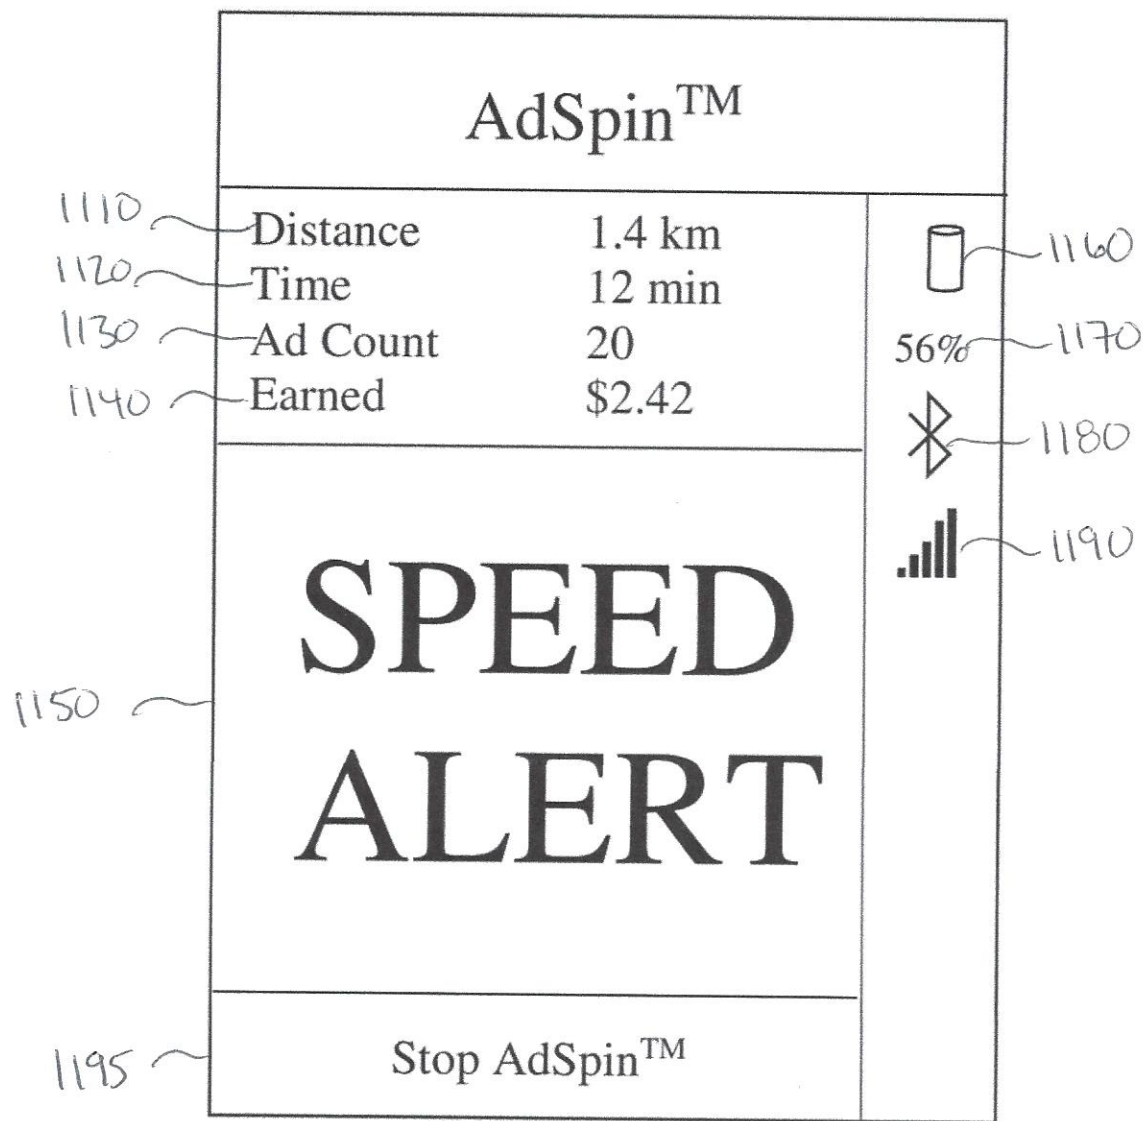 AdSpin™
1110 Distance 1.4 km
1120 Time 12 min
1130 Ad Count 20
1140 Earned $2.42
1160
56% 1170
1180
1190
SPEED
1150
ALERT
1195 Stop AdSpin™